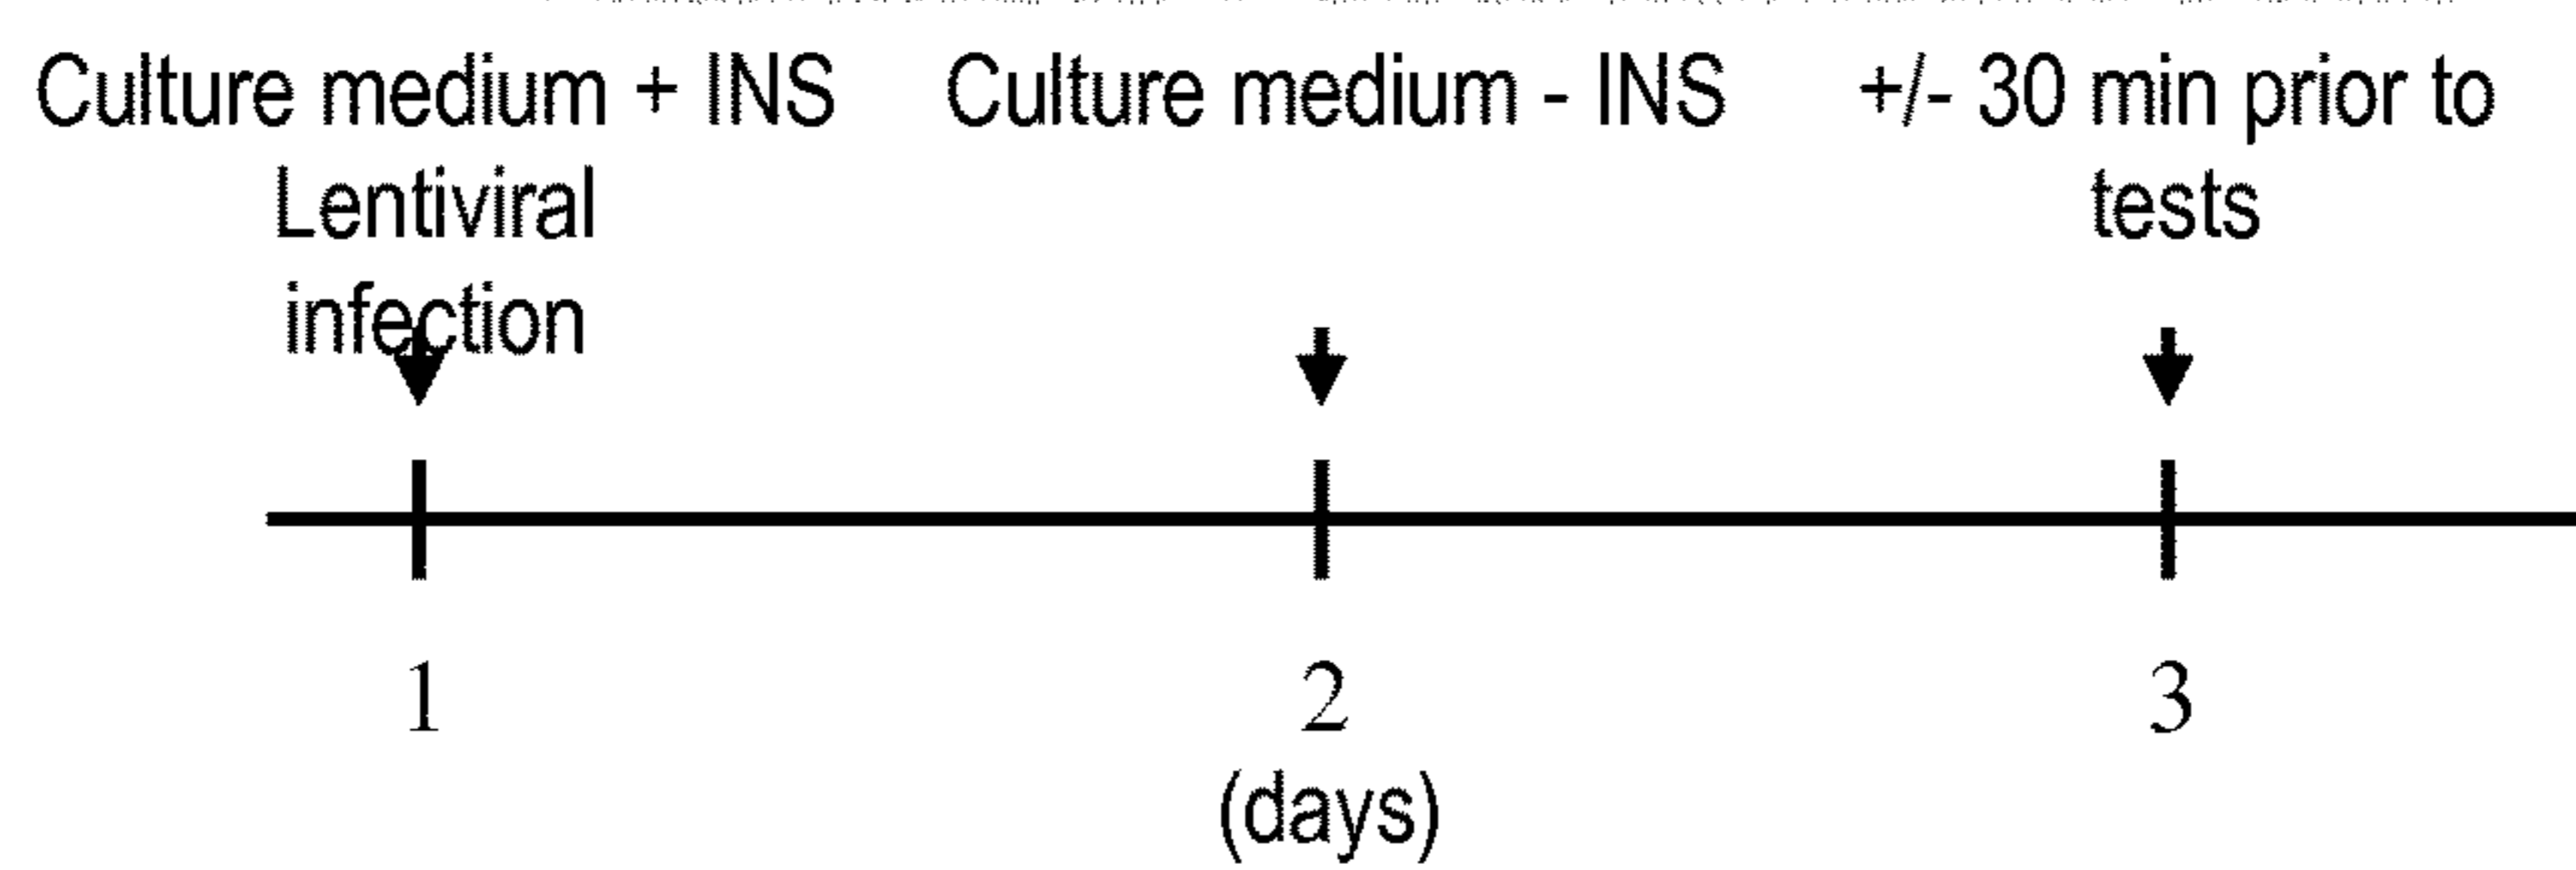 Culture medium + INS
Lentiviral
infection
Culture medium - INS
+/- 30 min prior to
tests
1
2
3
(days)